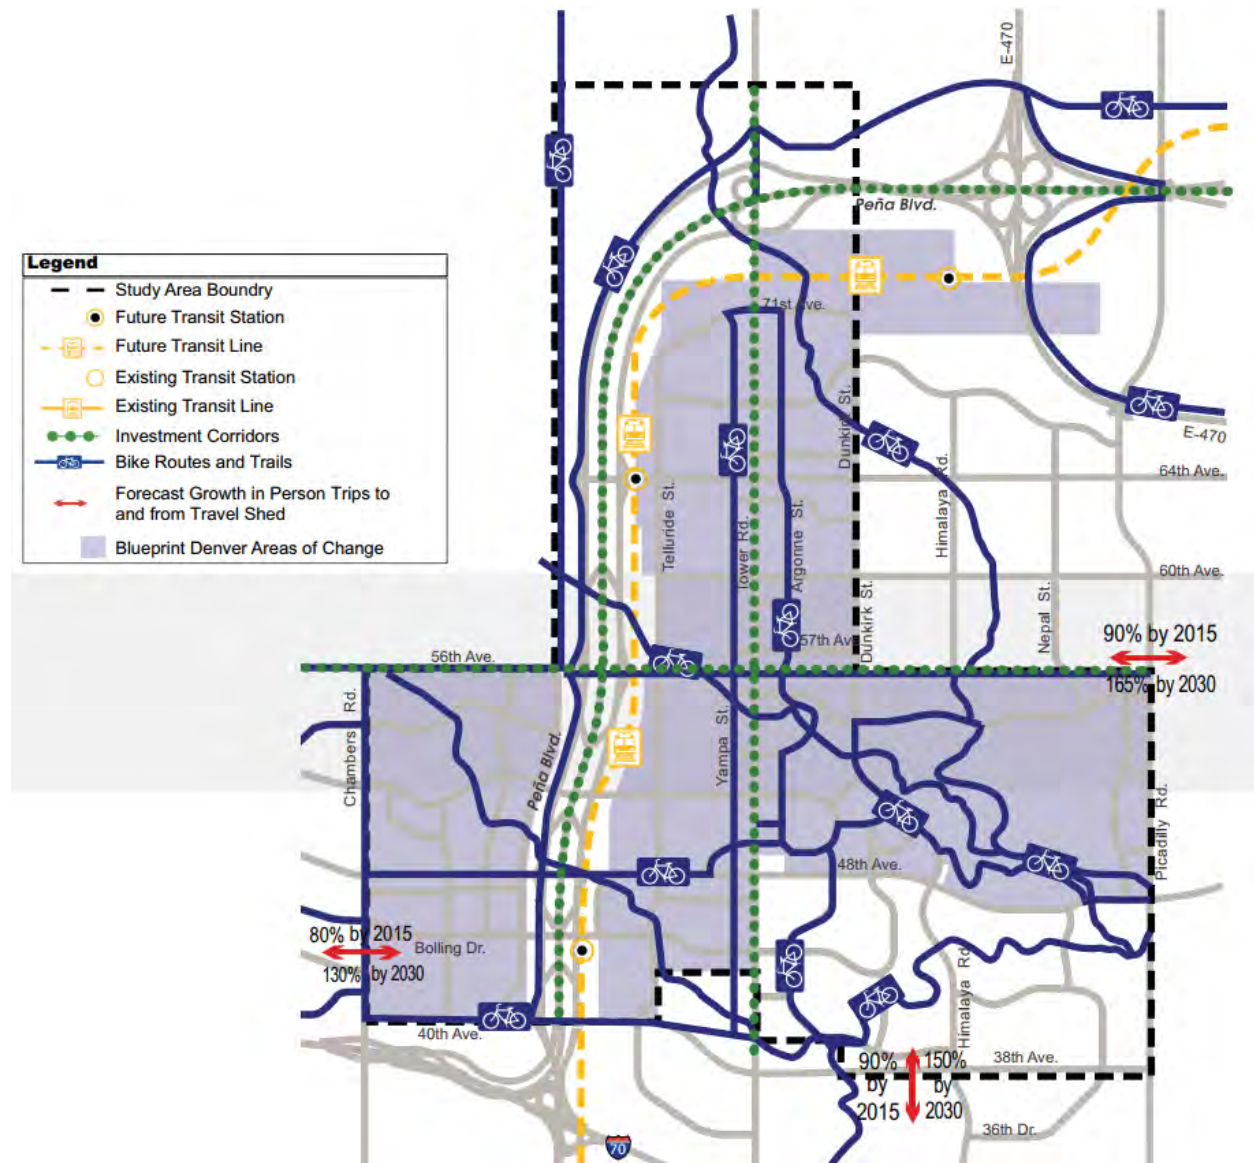 E-470
Peña Blvd.
Legend
Study Area Boundry
Future Transit Station
Future Transit Line
Existing Transit Station
Existing Transit Line
Investment Corridors
Bike Routes and Trails
Forecast Growth in Person Trips to
and from Travel Shed
Blueprint Denver Areas of Change
71st Ave.
Dunkirk St.
E-470
64th Ave.
Himalaya Rd.
Telluride St.
Tower Rd.
Argonne St.
60th Ave.
Nepal St.
Dunkirk St.
57th Ave
90% by 2015
56th Ave.
165% by 2030
Chambers Rd.
Peña Blvd.
Yampa St.
Picadilly Rd.
48th Ave.
80% by 2015
Bolling Dr.
130% by 2030
Himalaya Rd
40th Ave.
38th Ave.
90%
by
2015
150%
by
2030
36th Dr.
70